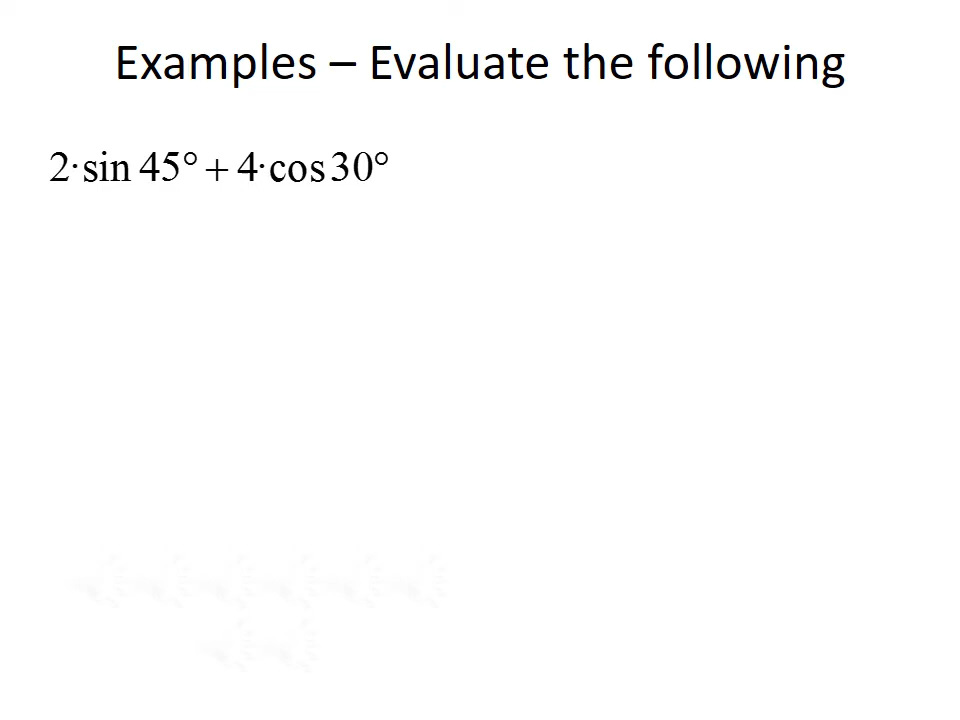 Examples – Evaluate the following
2·sin 45° + 4·cos 30°